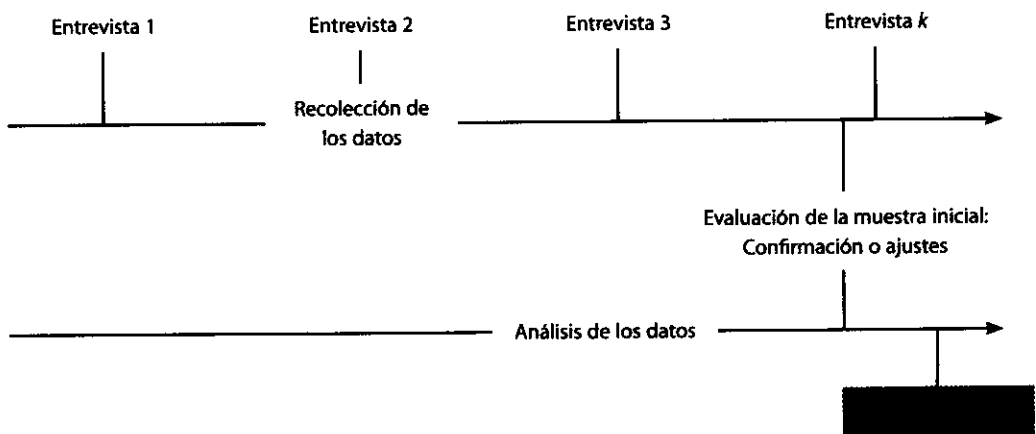 Entrevista 1
Entrevista 2
Entrevista 3
Entrevista k
Recolección de
los datos
Evaluación de la muestra inicial:
Confirmación o ajustes
Análisis de los datos